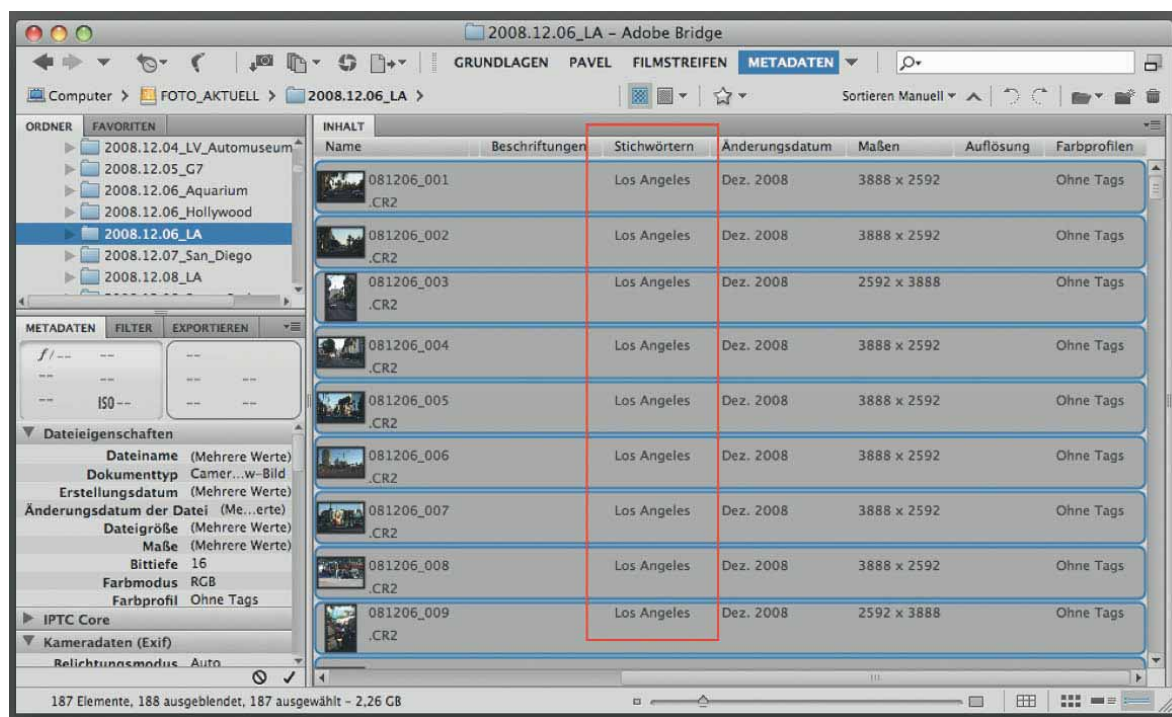 2008.12.06_LA – Adobe Bridge
GRUNDLAGEN PAVEL FILMSTREIFEN METADATEN
Computer > FOTO_AKTUELL > 2008.12.06_LA >
Sortieren Manuell
ORDNER FAVORITEN
2008.12.04_LV_Automuseum
2008.12.05_G7
2008.12.06_Aquarium
2008.12.06_Hollywood
2008.12.06_LA
2008.12.07_San_Diego
2008.12.08_LA
METADATEN FILTER EXPORTIEREN
f/-- -- --
-- -- -- --
-- ISO -- -- --
Dateieigenschaften
Dateiname (Mehrere Werte)
Dokumenttyp Camer...w-Bild
Erstellungsdatum (Mehrere Werte)
Änderungsdatum der Datei (Me...erte)
Dateigröße (Mehrere Werte)
Maße (Mehrere Werte)
Bittiefe 16
Farbmodus RGB
Farbprofil Ohne Tags
IPTC Core
Kameradaten (Exif)
Belichtungsmodus Auto
INHALT
Name Beschriftungen Stichwörtern Änderungsdatum Maßen Auflösung Farbprofilen
081206_001 Los Angeles Dez. 2008 3888 x 2592 Ohne Tags
.CR2
081206_002 Los Angeles Dez. 2008 3888 x 2592 Ohne Tags
.CR2
081206_003 Los Angeles Dez. 2008 2592 x 3888 Ohne Tags
.CR2
081206_004 Los Angeles Dez. 2008 3888 x 2592 Ohne Tags
.CR2
081206_005 Los Angeles Dez. 2008 3888 x 2592 Ohne Tags
.CR2
081206_006 Los Angeles Dez. 2008 3888 x 2592 Ohne Tags
.CR2
081206_007 Los Angeles Dez. 2008 3888 x 2592 Ohne Tags
.CR2
081206_008 Los Angeles Dez. 2008 3888 x 2592 Ohne Tags
.CR2
081206_009 Los Angeles Dez. 2008 2592 x 3888 Ohne Tags
.CR2
187 Elemente, 188 ausgeblendet, 187 ausgewählt – 2,26 GB